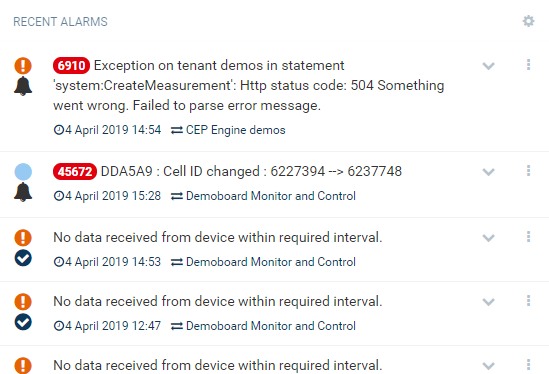 RECENT ALARMS
6910 Exception on tenant demos in statement
'system:CreateMeasurement': Http status code: 504 Something
went wrong. Failed to parse error message.
4 April 2019 14:54 CEP Engine demos
45672 DDA5A9 : Cell ID changed : 6227394 --> 6237748
4 April 2019 15:28 Demoboard Monitor and Control
No data received from device within required interval.
4 April 2019 14:53 Demoboard Monitor and Control
No data received from device within required interval.
4 April 2019 12:47 Demoboard Monitor and Control
No data received from device within required interval.